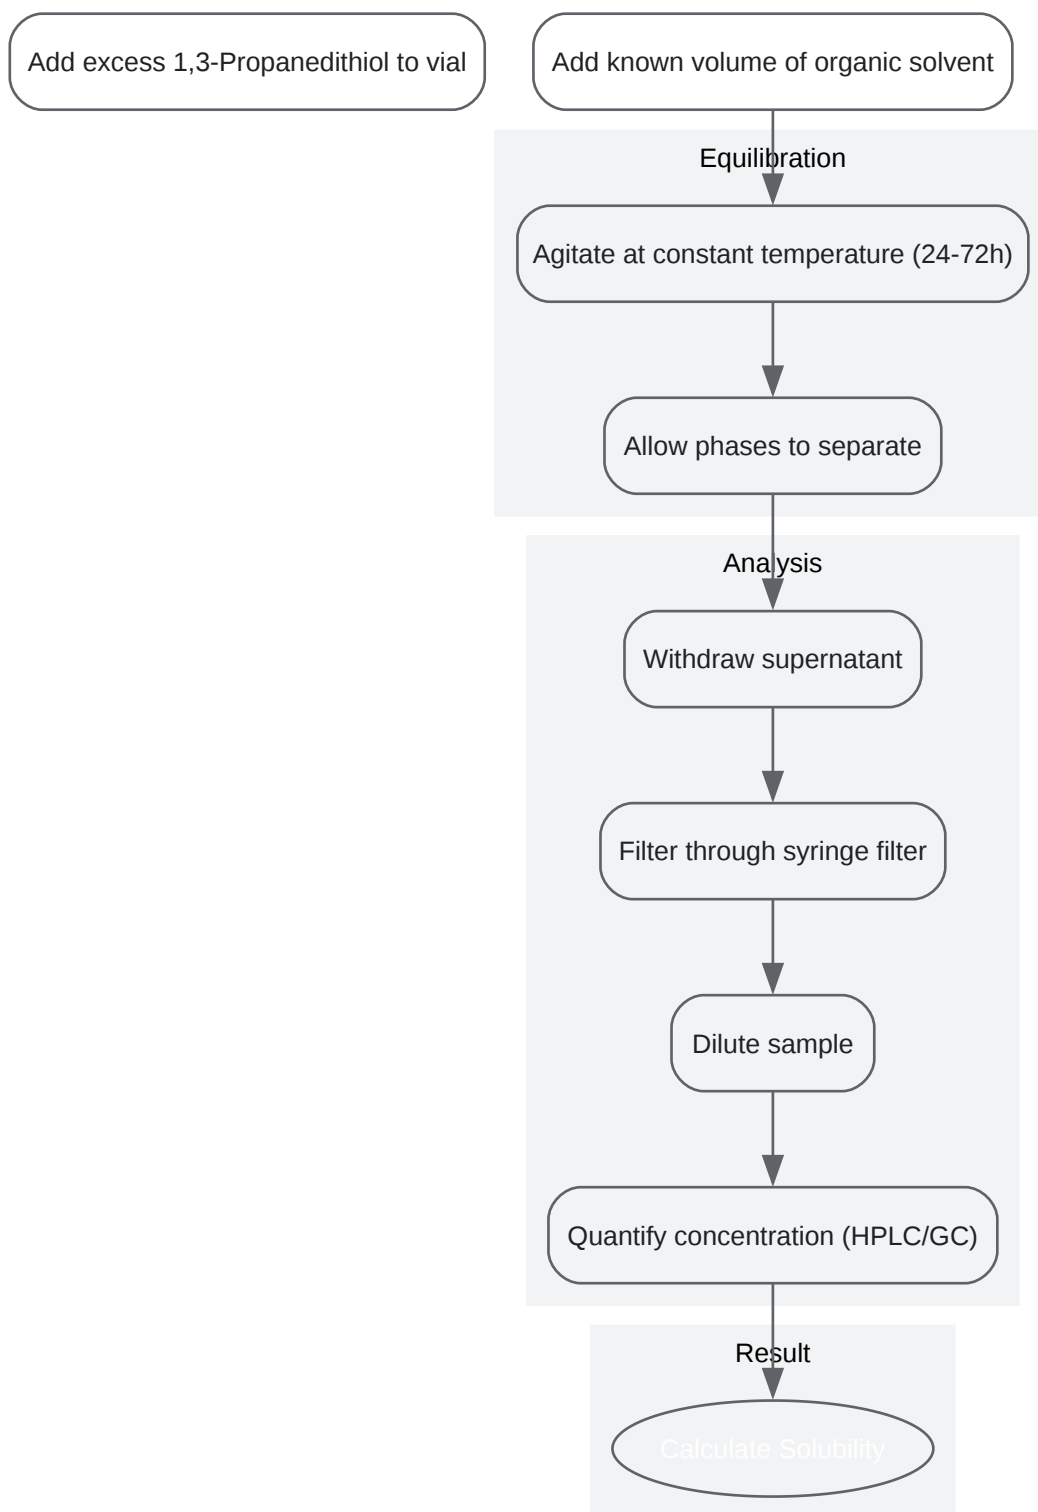 Add excess 1,3-Propanedithiol to vial
Add known volume of organic solvent
Equilibration
Agitate at constant temperature (24-72h)
Allow phases to separate
Analysis
Withdraw supernatant
Filter through syringe filter
Dilute sample
Quantify concentration (HPLC/GC)
Result
Calculate Solubility